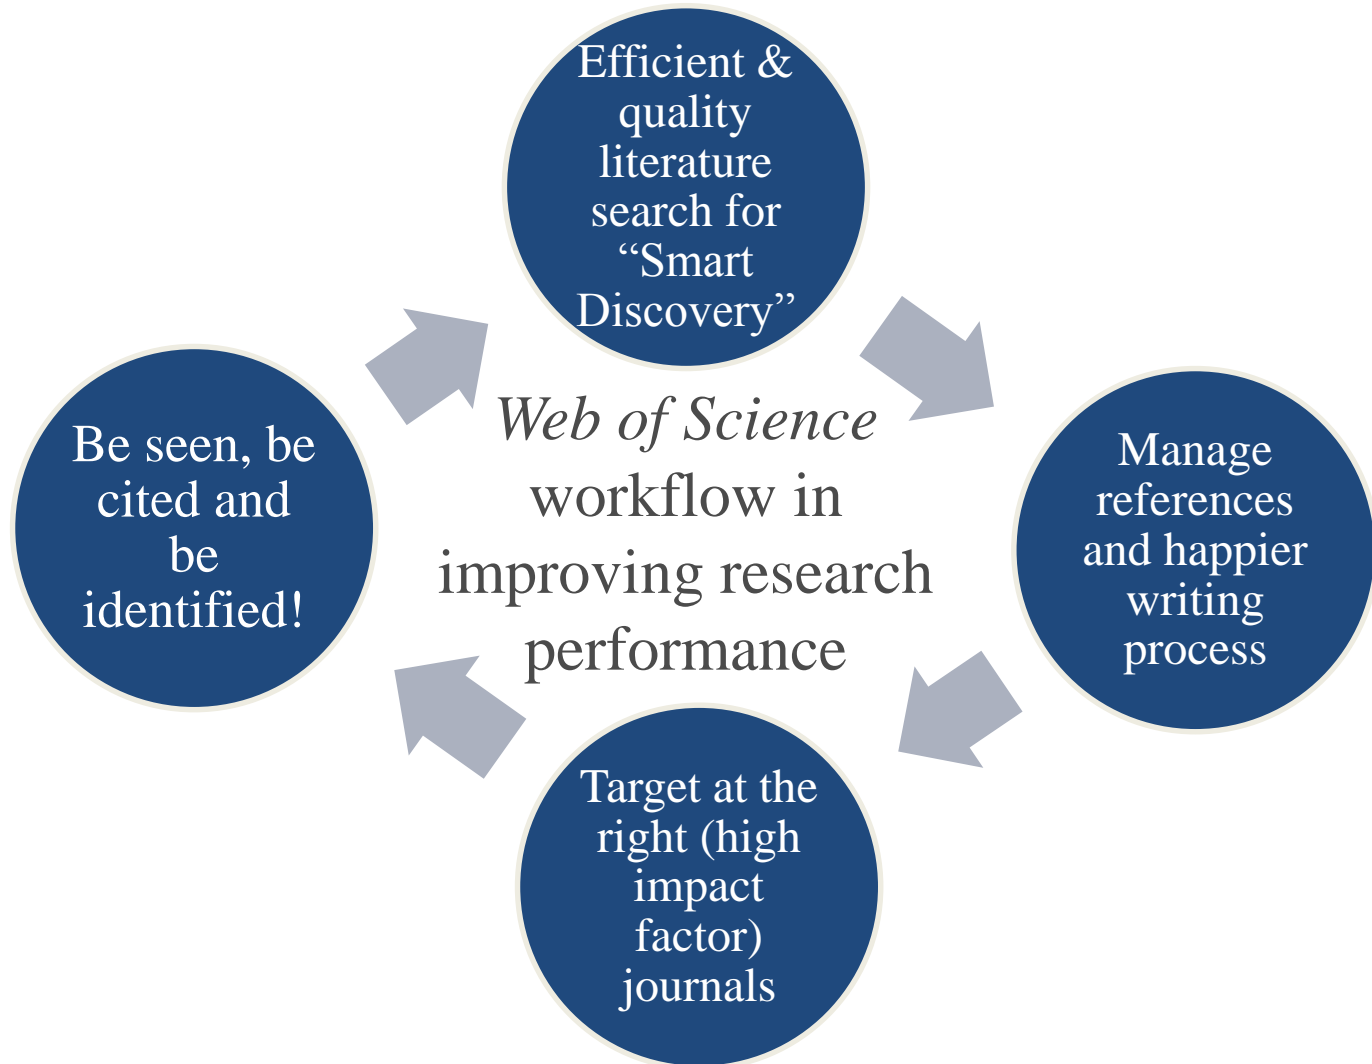 Efficient &
quality
literature
search for
“Smart
Discovery”
Web of Science
workflow in
improving research
performance
Manage
references
and happier
writing
process
Target at the
right (high
impact
factor)
journals
Be seen, be
cited and
be
identified!